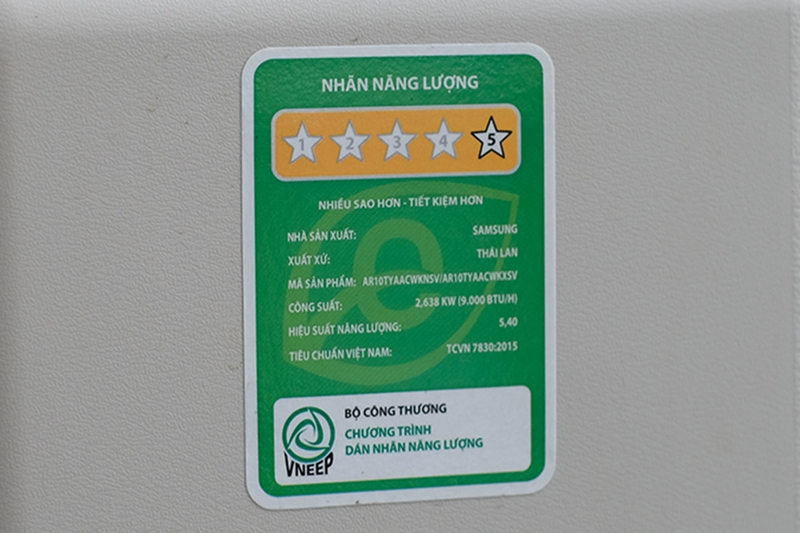 NHÃN NĂNG LƯỢNG
1 2 3 4 5
NHIỀU SAO HƠN - TIẾT KIỆM HƠN
NHÀ SẢN XUẤT: SAMSUNG
XUẤT XỨ: THÁI LAN
MÃ SẢN PHẨM: AR10TYAACWKNSV/AR10TYAACWKXSV
CÔNG SUẤT: 2,638 KW (9.000 BTU/H)
HIỆU SUẤT NĂNG LƯỢNG: 5,40
TIÊU CHUẨN VIỆT NAM: TCVN 7830:2015
BỘ CÔNG THƯƠNG
CHƯƠNG TRÌNH
DÁN NHÃN NĂNG LƯỢNG
VNEEP